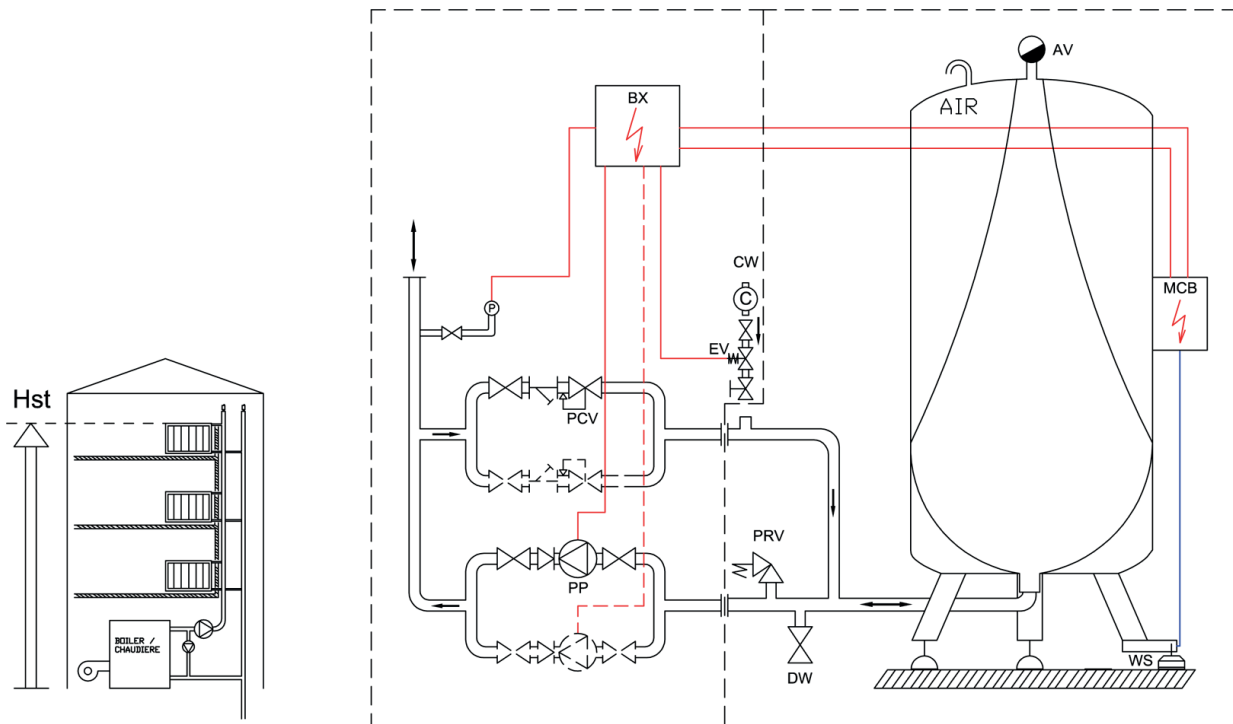 Hst
BOILER /
CHAUDIERE
BX
P
CW
C
EV
PCV
PP
PRV
DW
AV
AIR
MCB
WS